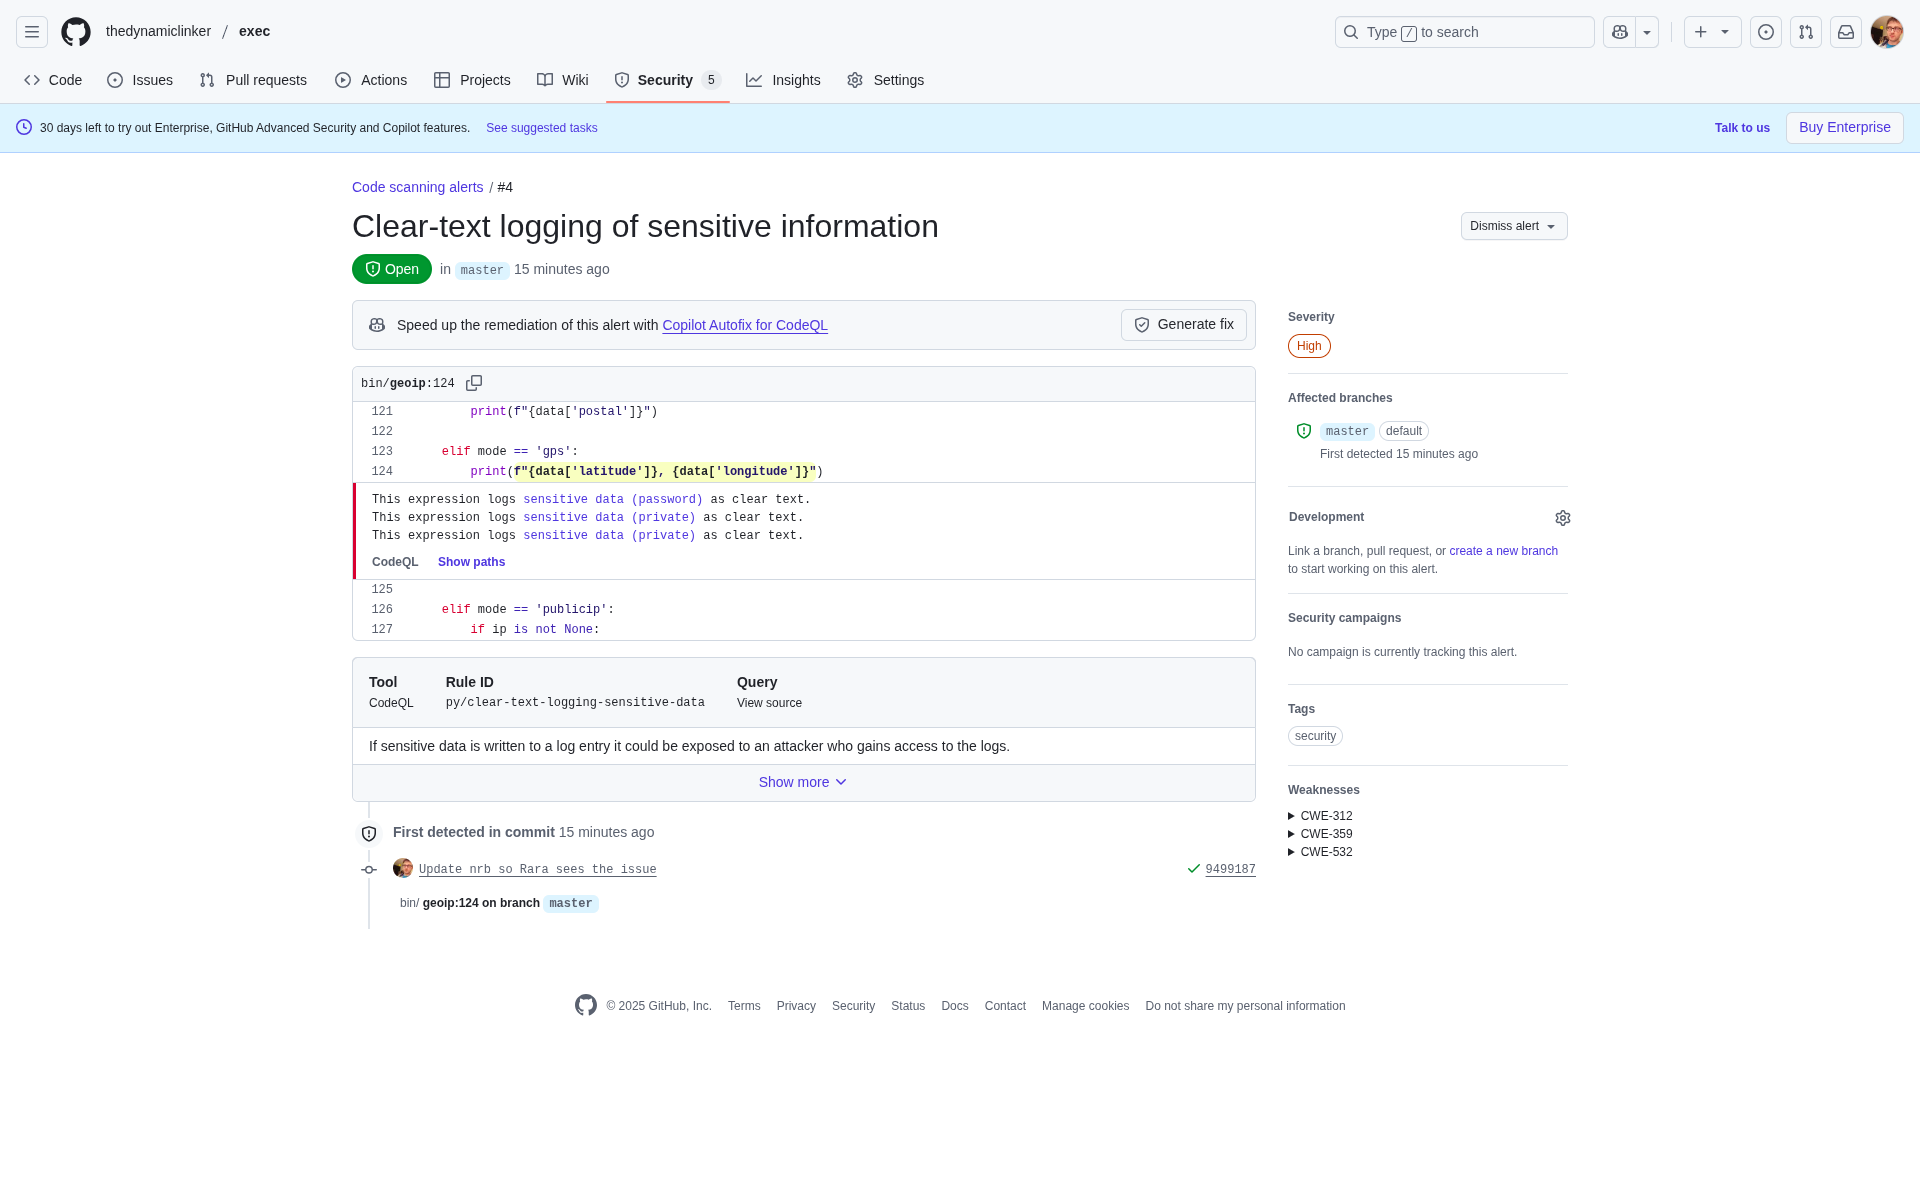 thedynamiclinker / exec
Type / to search
Code
Issues
Pull requests
Actions
Projects
Wiki
Security 5
Insights
Settings
30 days left to try out Enterprise, GitHub Advanced Security and Copilot features. See suggested tasks
Talk to us
Buy Enterprise
Code scanning alerts / #4
Clear-text logging of sensitive information
Dismiss alert
Open in master 15 minutes ago
Speed up the remediation of this alert with Copilot Autofix for CodeQL
Generate fix
bin/geoip:124
121 print(f"{data['postal']}")
122
123 elif mode == 'gps':
124 print(f"{data['latitude']}, {data['longitude']}")
This expression logs sensitive data (password) as clear text.
This expression logs sensitive data (private) as clear text.
This expression logs sensitive data (private) as clear text.
CodeQL Show paths
125
126 elif mode == 'publicip':
127 if ip is not None:
Tool
CodeQL
Rule ID
py/clear-text-logging-sensitive-data
Query
View source
If sensitive data is written to a log entry it could be exposed to an attacker who gains access to the logs.
Show more
First detected in commit 15 minutes ago
Update nrb so Rara sees the issue
9499187
bin/ geoip:124 on branch master
Severity
High
Affected branches
master default
First detected 15 minutes ago
Development
Link a branch, pull request, or create a new branch
to start working on this alert.
Security campaigns
No campaign is currently tracking this alert.
Tags
security
Weaknesses
CWE-312
CWE-359
CWE-532
© 2025 GitHub, Inc. Terms Privacy Security Status Docs Contact Manage cookies Do not share my personal information